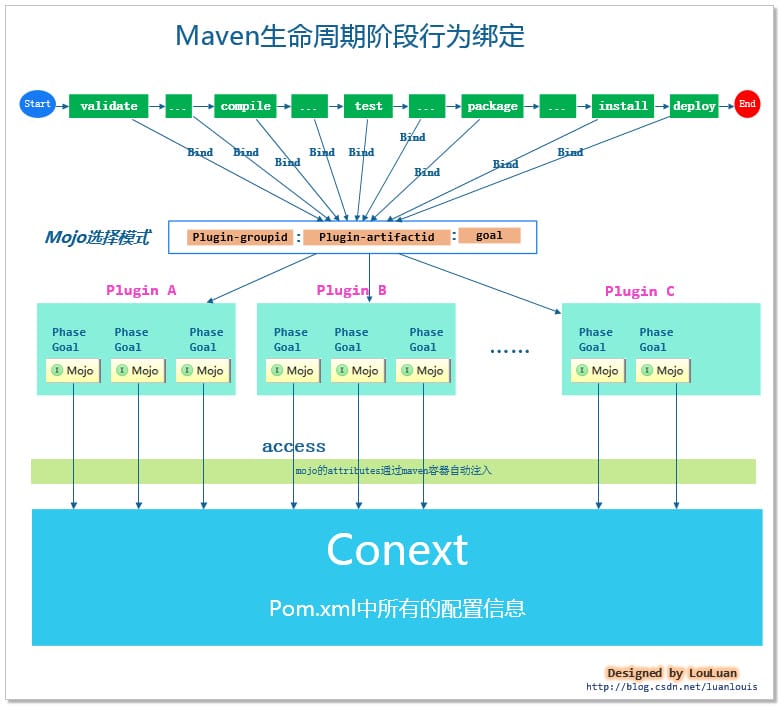 Maven生命周期阶段行为绑定
Start validate ... compile ... test ... package ... install deploy End
Bind Bind Bind Bind Bind Bind Bind Bind Bind
Mojo选择模式 Plugin-groupid : Plugin-artifactid : goal
Plugin A Plugin B Plugin C
Phase Phase Phase Phase Phase Phase Phase Phase
Goal Goal Goal Goal Goal Goal ...... Goal Goal
I Mojo I Mojo I Mojo I Mojo I Mojo I Mojo I Mojo I Mojo
access
mojo的attributes通过maven容器自动注入
Conext
Pom.xml中所有的配置信息
Designed by LouLuan
http://blog.csdn.net/luanlouis